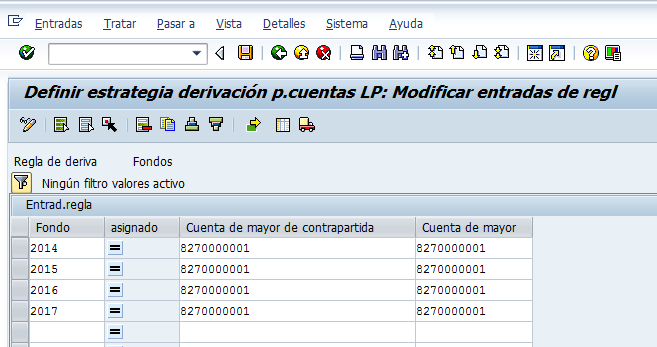 Entradas Tratar Pasar a Vista Detalles Sistema Ayuda
Definir estrategia derivación p.cuentas LP: Modificar entradas de regl
Regla de deriva Fondos
Ningún filtro valores activo
Entrad.regla
Fondo asignado Cuenta de mayor de contrapartida Cuenta de mayor
2014 = 8270000001 8270000001
2015 = 8270000001 8270000001
2016 = 8270000001 8270000001
2017 = 8270000001 8270000001
=